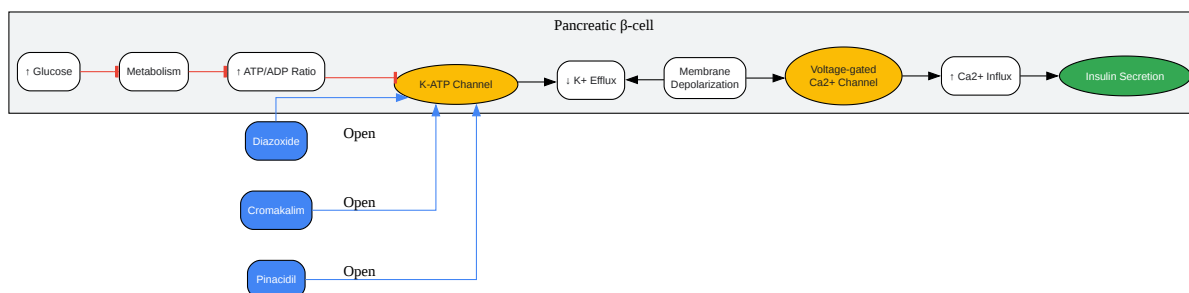 Pancreatic β-cell
↑ Glucose
Metabolism
↑ ATP/ADP Ratio
K-ATP Channel
↓ K+ Efflux
Membrane
Depolarization
Voltage-gated
Ca2+ Channel
↑ Ca2+ Influx
Insulin Secretion
Diazoxide
Open
Cromakalim
Open
Pinacidil
Open